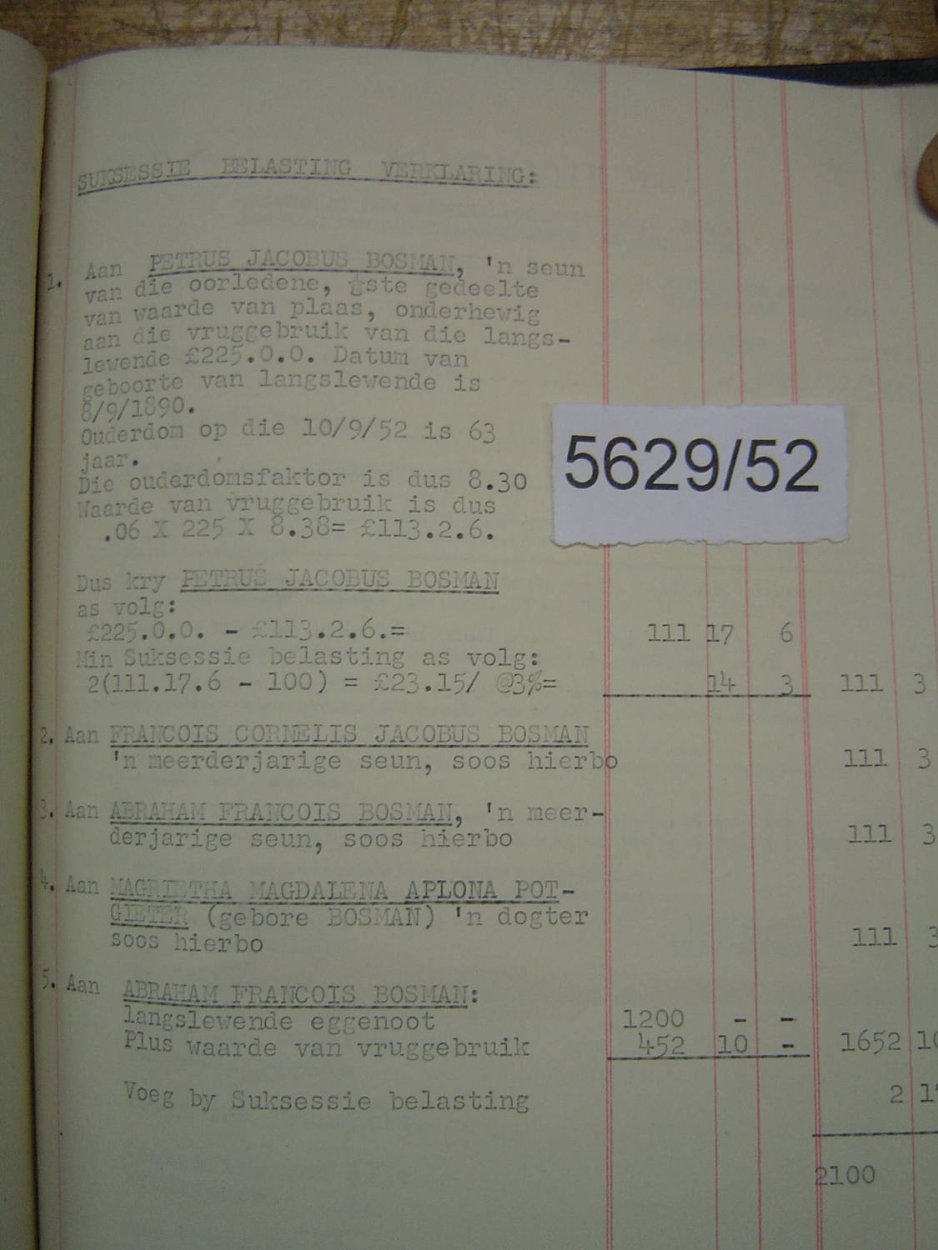 SUKSESSIE BELASTING VERKLARING:
1. Aan PETRUS JACOBUS BOSMAN, 'n seun
van die oorledene, ste gedeelte
van waarde van plaas, onderhewig
aan die vruggebruik van die langs-
lewende £225.0.0. Datum van
geboorte van langslewende is
8/9/1890.
Ouderdom op die 10/9/52 is 63
jaar.
Die ouderdomsfaktor is dus 8.30
Waarde van vruggebruik is dus
.06 X 225 X 8.38= £113.2.6.
5629/52
Dus kry PETRUS JACOBUS BOSMAN
as volg:
£225.0.0. - £113.2.6.= 111 17 6
Min Suksessie belasting as volg:
2(111.17.6 - 100) = £23.15/ @3%= 14 3 111 3
2. Aan FRANCOIS CORNELIS JACOBUS BOSMAN
'n meerderjarige seun, soos hierbo 111 3
3. Aan ABRAHAM FRANCOIS BOSMAN, 'n meer-
derjarige seun, soos hierbo 111 3
4. Aan MAGRIETHA MAGDALENA APLONA POT-
GIETER (gebore BOSMAN) 'n dogter
soos hierbo 111 3
5. Aan ABRAHAM FRANCOIS BOSMAN:
langslewende eggenoot 1200 - -
Plus waarde van vruggebruik 452 10 - 1652 10
Voeg by Suksessie belasting 2 17
2100